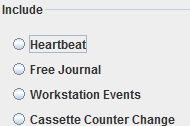 Include
Heartbeat
Free Journal
Workstation Events
Cassette Counter Change